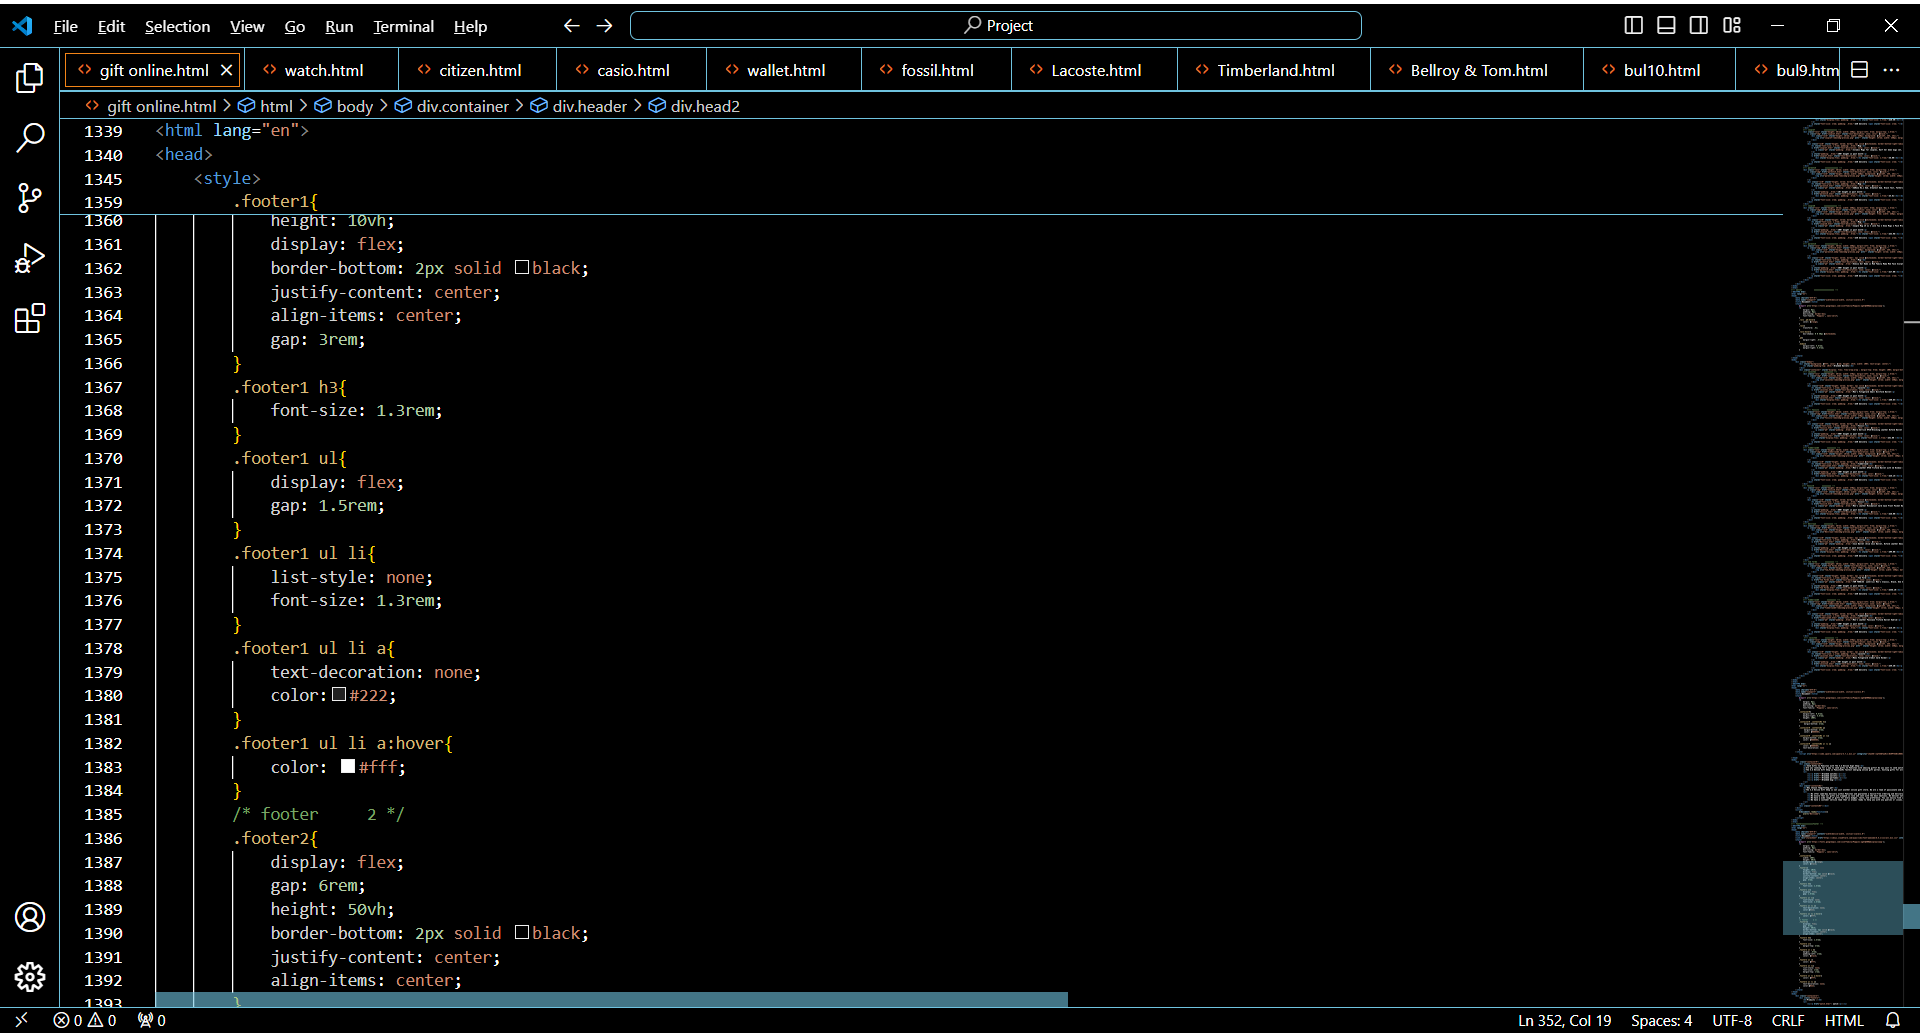 File Edit Selection View Go Run Terminal Help Project
gift online.html watch.html citizen.html casio.html wallet.html fossil.html Lacoste.html Timberland.html Bellroy & Tom.html bul10.html bul9.htm
gift online.html > html > body > div.container > div.header > div.head2
1339 <html lang="en">
1340 <head>
1345 <style>
1359 .footer1{
1360 height: 10vh;
1361 display: flex;
1362 border-bottom: 2px solid black;
1363 justify-content: center;
1364 align-items: center;
1365 gap: 3rem;
1366 }
1367 .footer1 h3{
1368 font-size: 1.3rem;
1369 }
1370 .footer1 ul{
1371 display: flex;
1372 gap: 1.5rem;
1373 }
1374 .footer1 ul li{
1375 list-style: none;
1376 font-size: 1.3rem;
1377 }
1378 .footer1 ul li a{
1379 text-decoration: none;
1380 color: #222;
1381 }
1382 .footer1 ul li a:hover{
1383 color: #fff;
1384 }
1385 /* footer 2 */
1386 .footer2{
1387 display: flex;
1388 gap: 6rem;
1389 height: 50vh;
1390 border-bottom: 2px solid black;
1391 justify-content: center;
1392 align-items: center;
1393 }
0 0 0 Ln 352, Col 19 Spaces: 4 UTF-8 CRLF HTML